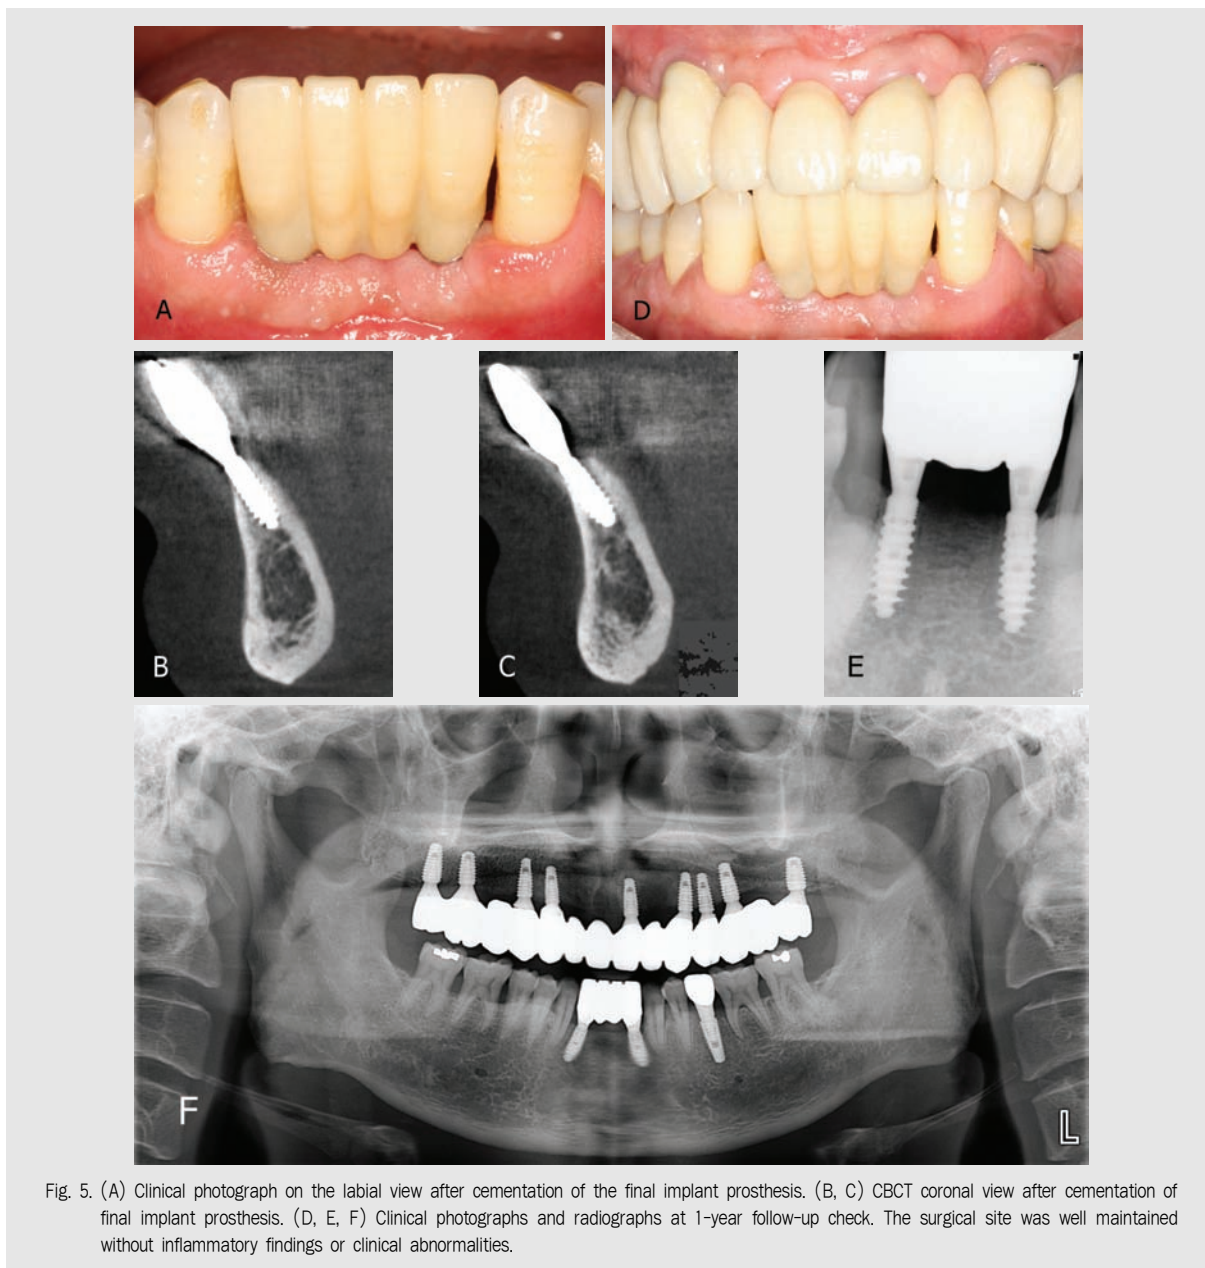 A
D
B
C
E
F
L
Fig. 5. (A) Clinical photograph on the labial view after cementation of the final implant prosthesis. (B, C) CBCT coronal view after cementation of
final implant prosthesis. (D, E, F) Clinical photographs and radiographs at 1-year follow-up check. The surgical site was well maintained
without inflammatory findings or clinical abnormalities.